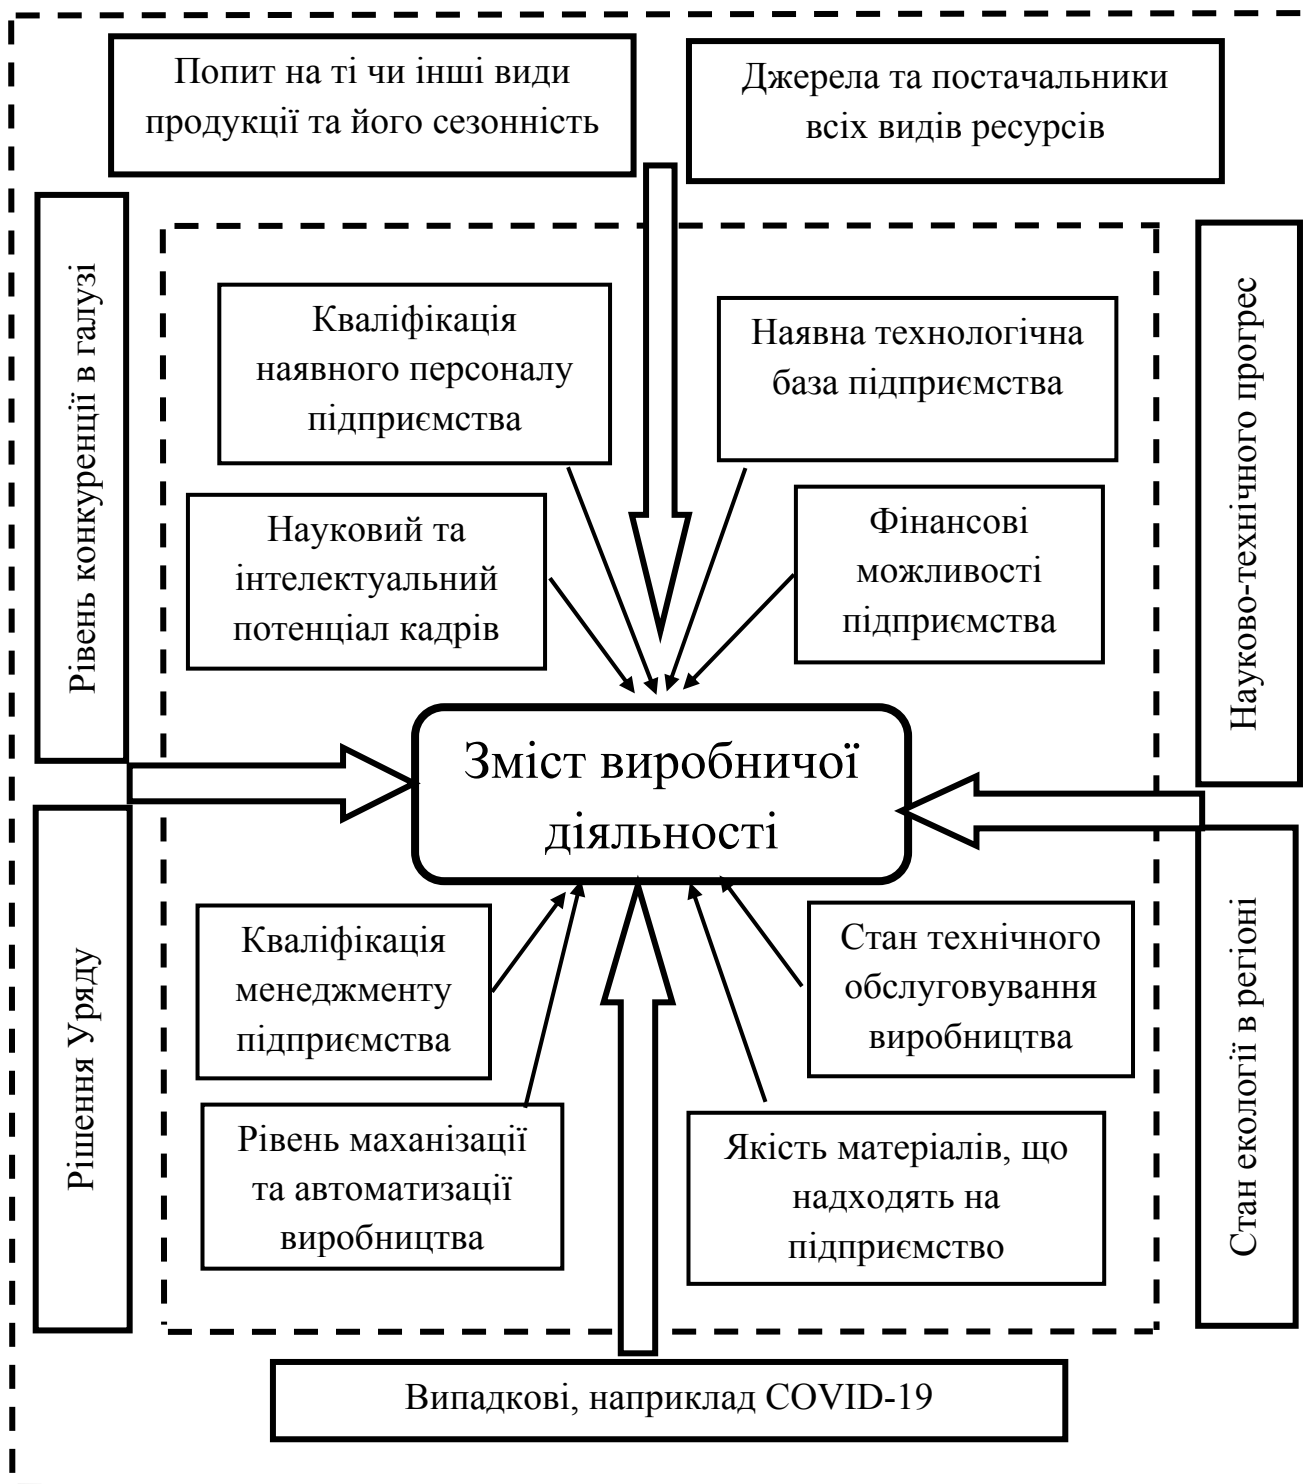 Попит на ті чи інші види
продукції та його сезонність
Джерела та постачальники
всіх видів ресурсів
Рівень конкуренції в галузі
Науково-технічного прогрес
Кваліфікація
наявного персоналу
підприємства
Наявна технологічна
база підприємства
Науковий та
інтелектуальний
потенціал кадрів
Фінансові
можливості
підприємства
Зміст виробничої
діяльності
Рішення Уряду
Стан екології в регіоні
Кваліфікація
менеджменту
підприємства
Стан технічного
обслуговування
виробництва
Рівень маханізації
та автоматизації
виробництва
Якість матеріалів, що
надходять на
підприємство
Випадкові, наприклад COVID-19